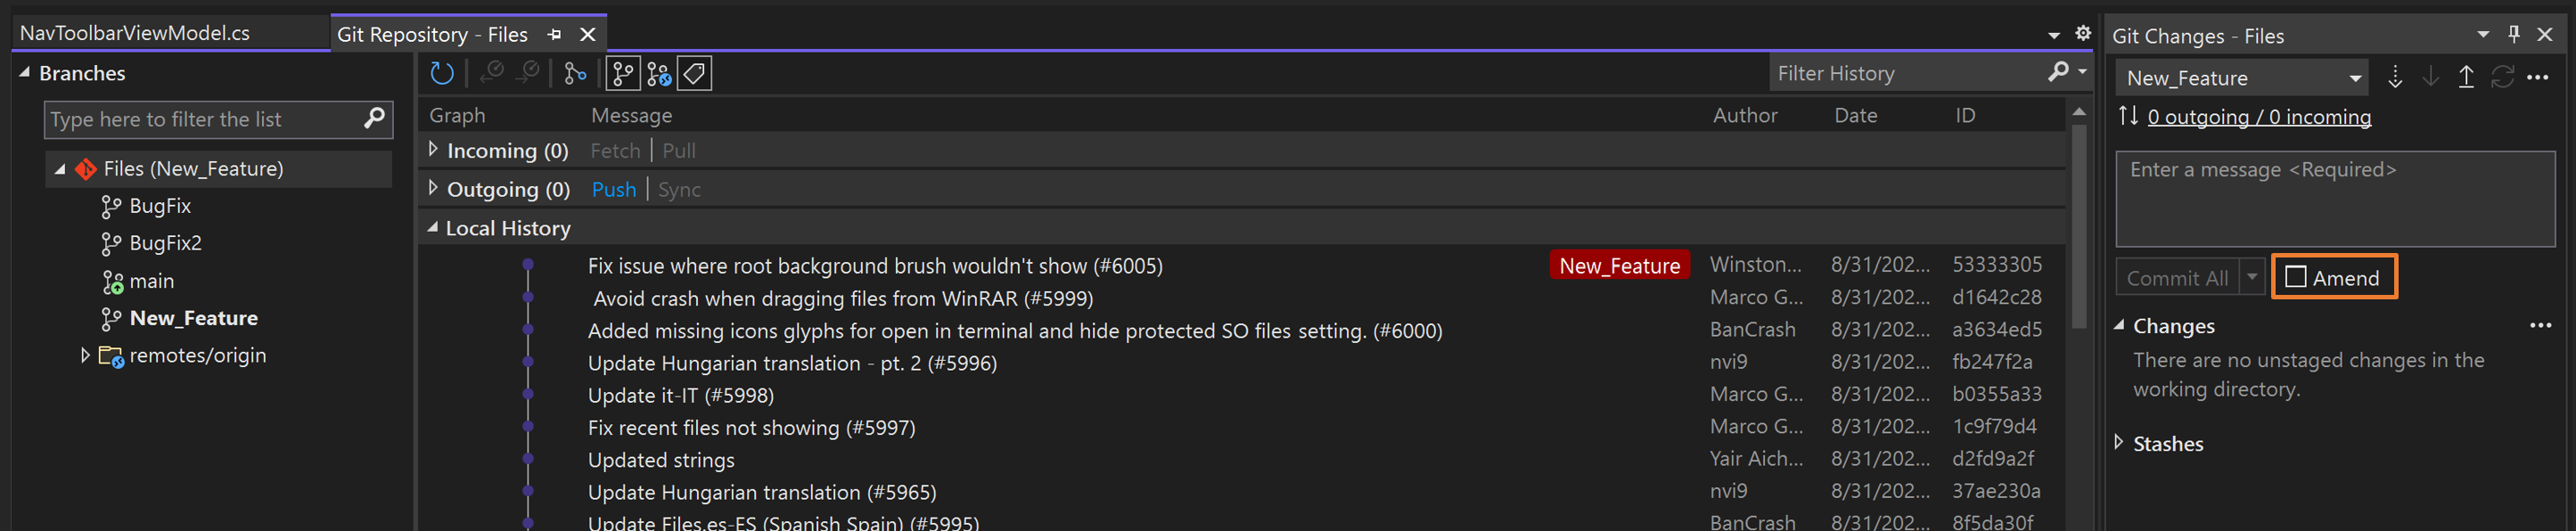 NavToolbarViewModel.cs
Git Repository - Files
Branches
Type here to filter the list
Files (New_Feature)
BugFix
BugFix2
main
New_Feature
remotes/origin
Filter History
Graph Message Author Date ID
Incoming (0) Fetch | Pull
Outgoing (0) Push | Sync
Local History
Fix issue where root background brush wouldn't show (#6005) New_Feature Winston... 8/31/202... 53333305
Avoid crash when dragging files from WinRAR (#5999) Marco G... 8/31/202... d1642c28
Added missing icons glyphs for open in terminal and hide protected SO files setting. (#6000) BanCrash 8/31/202... a3634ed5
Update Hungarian translation - pt. 2 (#5996) nvi9 8/31/202... fb247f2a
Update it-IT (#5998) Marco G... 8/31/202... b0355a33
Fix recent files not showing (#5997) Marco G... 8/31/202... 1c9f79d4
Updated strings Yair Aich... 8/31/202... d2fd9a2f
Update Hungarian translation (#5965) nvi9 8/31/202... 37ae230a
Update Files.es-ES (Spanish Spain) (#5995) BanCrash 8/31/202... 8f5da30f
Git Changes - Files
New_Feature
0 outgoing / 0 incoming
Enter a message <Required>
Commit All Amend
Changes
There are no unstaged changes in the
working directory.
Stashes